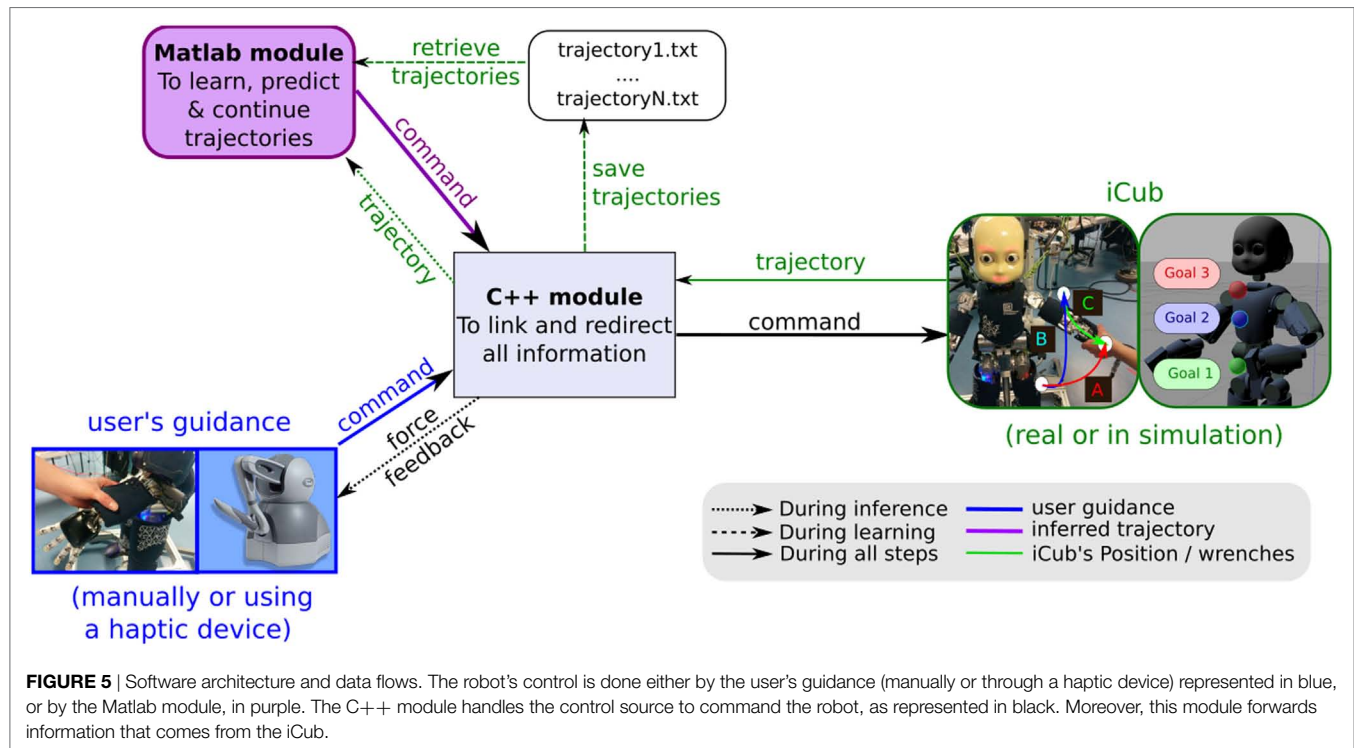 Matlab module
To learn, predict
& continue
trajectories
retrieve
trajectories
trajectory1.txt
....
trajectoryN.txt
command
trajectory
save
trajectories
iCub
C++ module
To link and redirect
all information
trajectory
command
C
B
A
Goal 3
Goal 2
Goal 1
(real or in simulation)
user's guidance
command
force
feedback
(manually or using
a haptic device)
During inference
During learning
During all steps
user guidance
inferred trajectory
iCub's Position / wrenches
FIGURE 5 | Software architecture and data flows. The robot's control is done either by the user's guidance (manually or through a haptic device) represented in blue,
or by the Matlab module, in purple. The C++ module handles the control source to command the robot, as represented in black. Moreover, this module forwards
information that comes from the iCub.